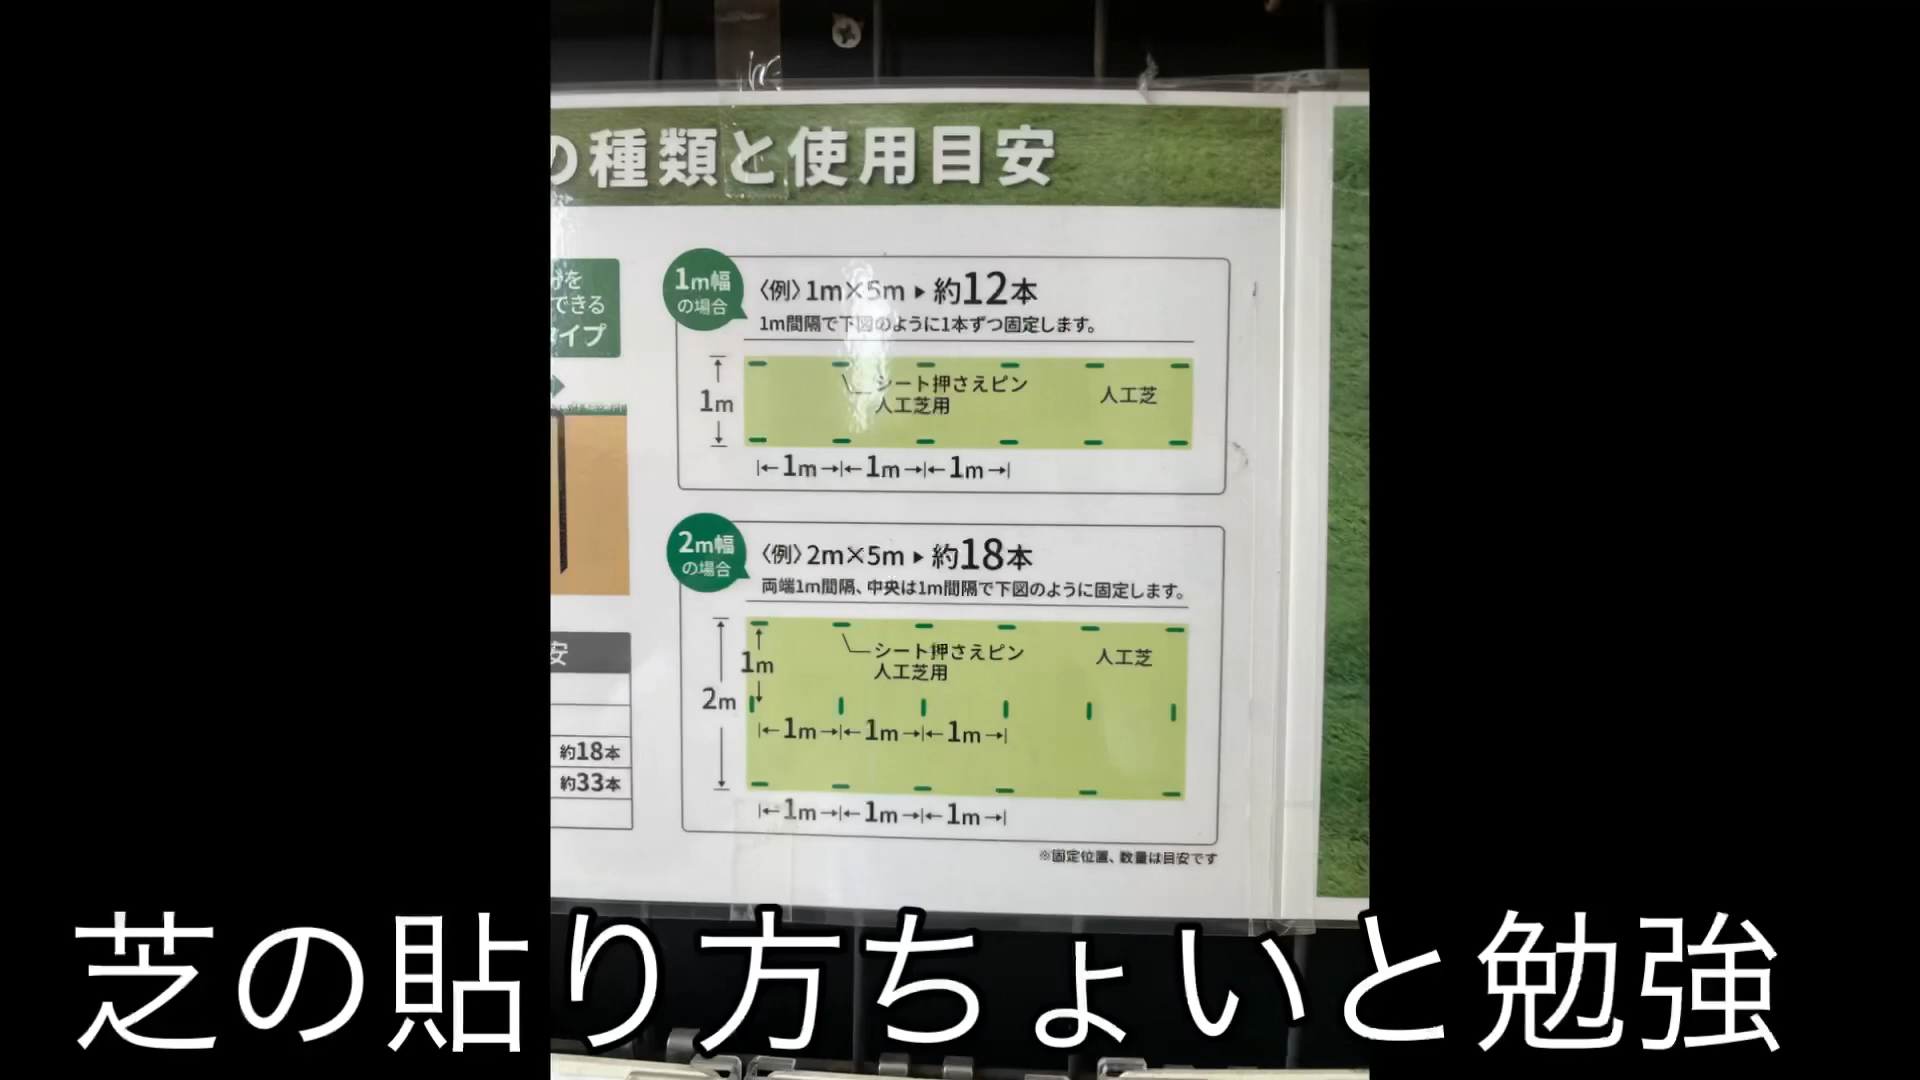 の種類と使用目安
分を
できる
タイプ
1m幅
の場合
〈例〉1m×5m▶約12本
1m間隔で下図のように1本ずつ固定します。
シート押さえピン
人工芝用
人工芝
1m
1m 1m 1m
2m幅
の場合
〈例〉2m×5m▶約18本
両端1m間隔、中央は1m間隔で下図のように固定します。
シート押さえピン
人工芝用
人工芝
1m
2m
1m 1m 1m
1m 1m 1m
安
約18本
約33本
※固定位置、数量は目安です
芝の貼り方ちょいと勉強